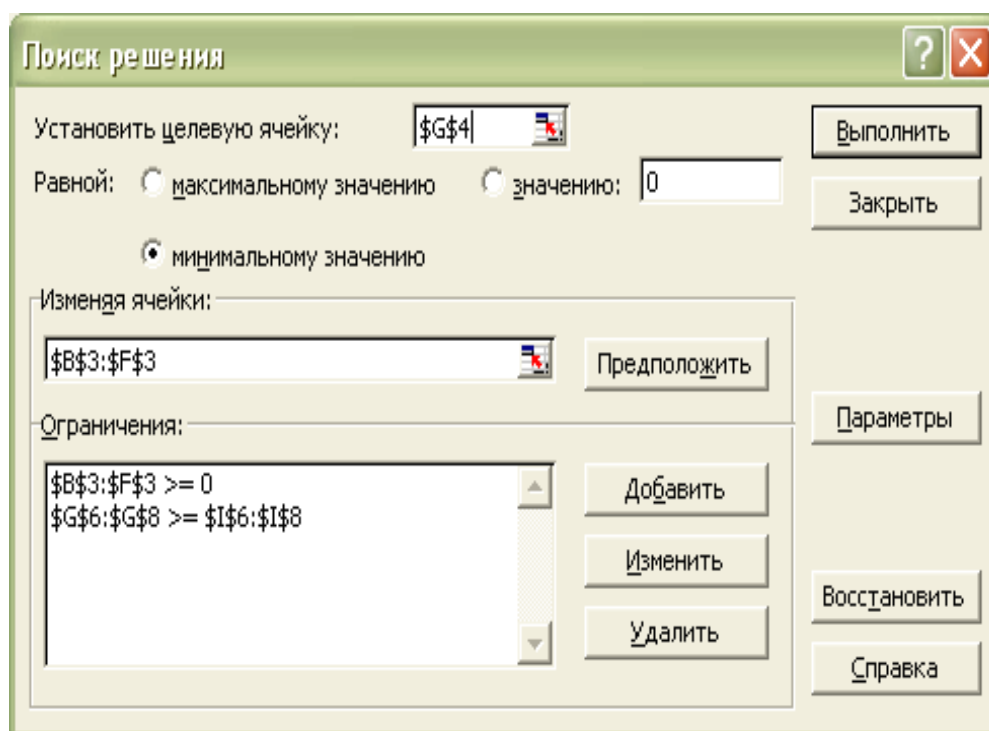 Поиск решения
Установить целевую ячейку: $G$4
Выполнить
Равной: максимальному значению значению: 0
Закрыть
минимальному значению
Изменяя ячейки:
$B$3:$F$3
Предположить
Параметры
Ограничения:
$B$3:$F$3 >= 0
$G$6:$G$8 >= $I$6:$I$8
Добавить
Изменить
Удалить
Восстановить
Справка